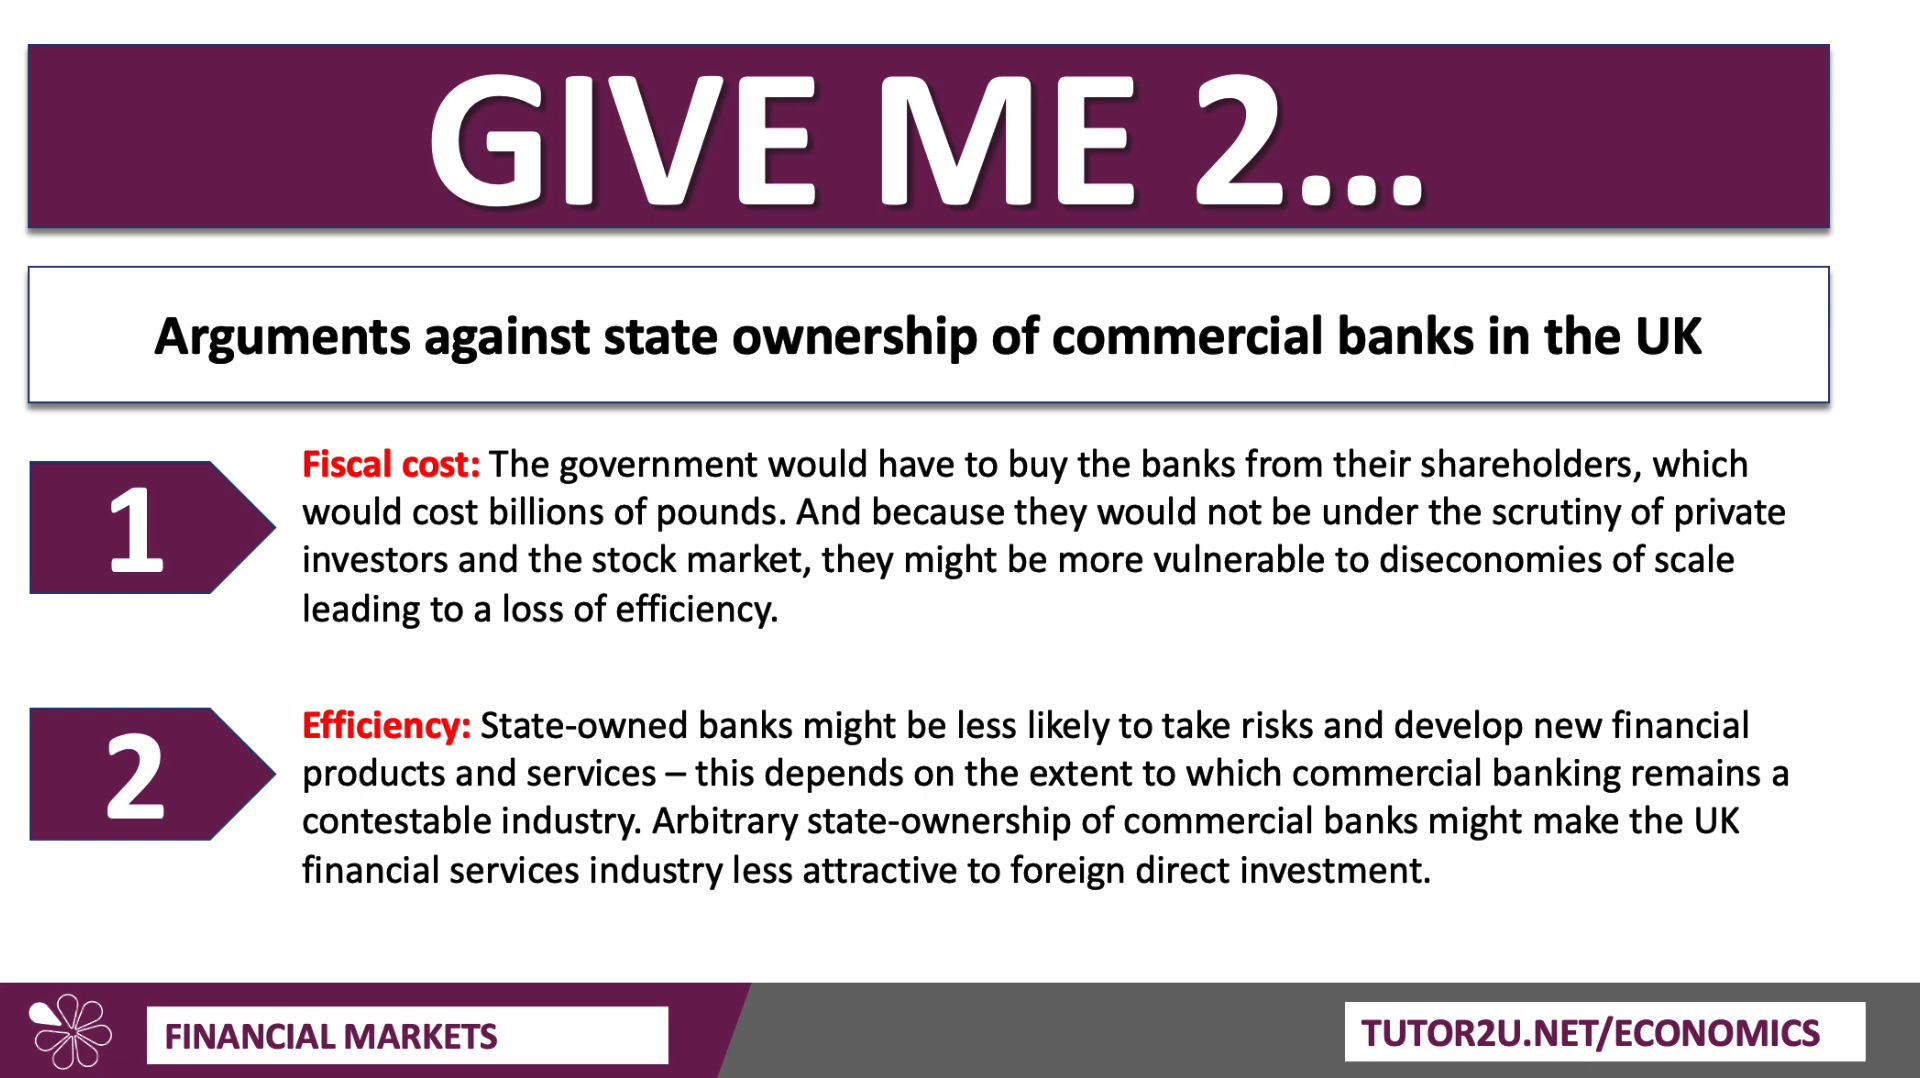 GIVE ME 2...
Arguments against state ownership of commercial banks in the UK
1
Fiscal cost: The government would have to buy the banks from their shareholders, which
would cost billions of pounds. And because they would not be under the scrutiny of private
investors and the stock market, they might be more vulnerable to diseconomies of scale
leading to a loss of efficiency.
2
Efficiency: State-owned banks might be less likely to take risks and develop new financial
products and services – this depends on the extent to which commercial banking remains a
contestable industry. Arbitrary state-ownership of commercial banks might make the UK
financial services industry less attractive to foreign direct investment.
FINANCIAL MARKETS
TUTOR2U.NET/ECONOMICS